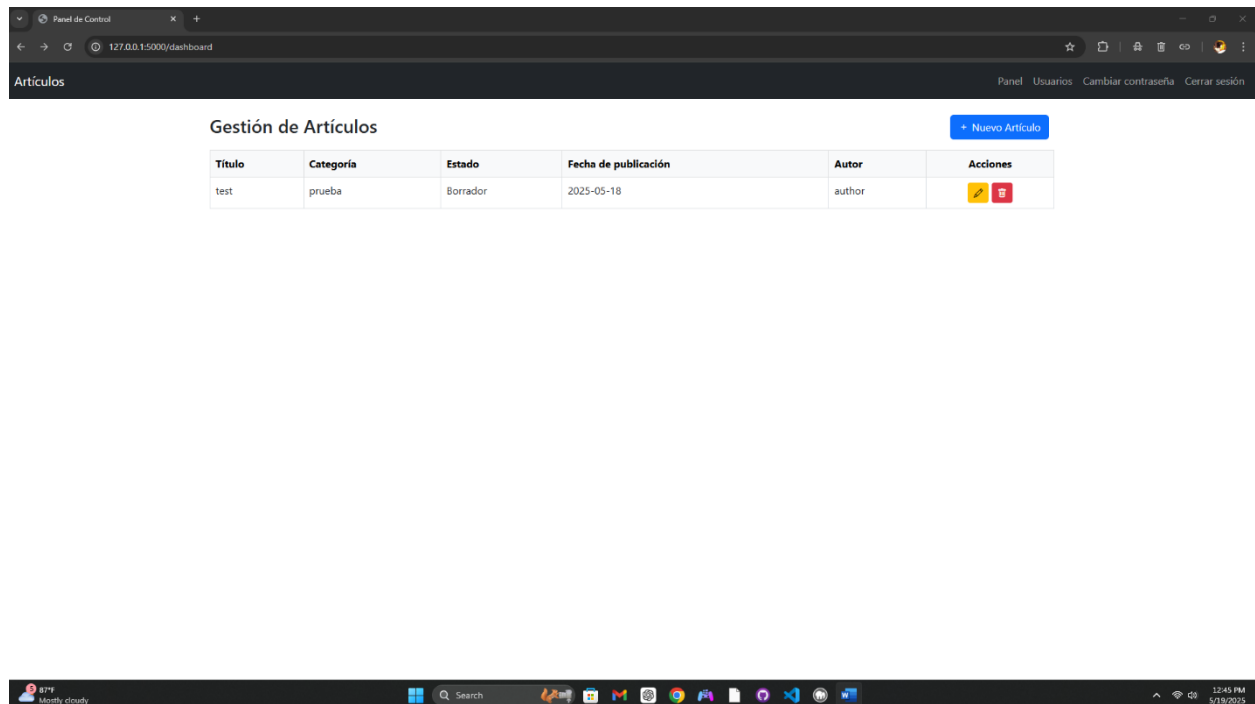 Panel de Control
127.0.0.1:5000/dashboard
Artículos Panel Usuarios Cambiar contraseña Cerrar sesión
Gestión de Artículos + Nuevo Artículo
Título Categoría Estado Fecha de publicación Autor Acciones
test prueba Borrador 2025-05-18 author
5 87°F Search 12:45 PM
Mostly cloudy 5/19/2025